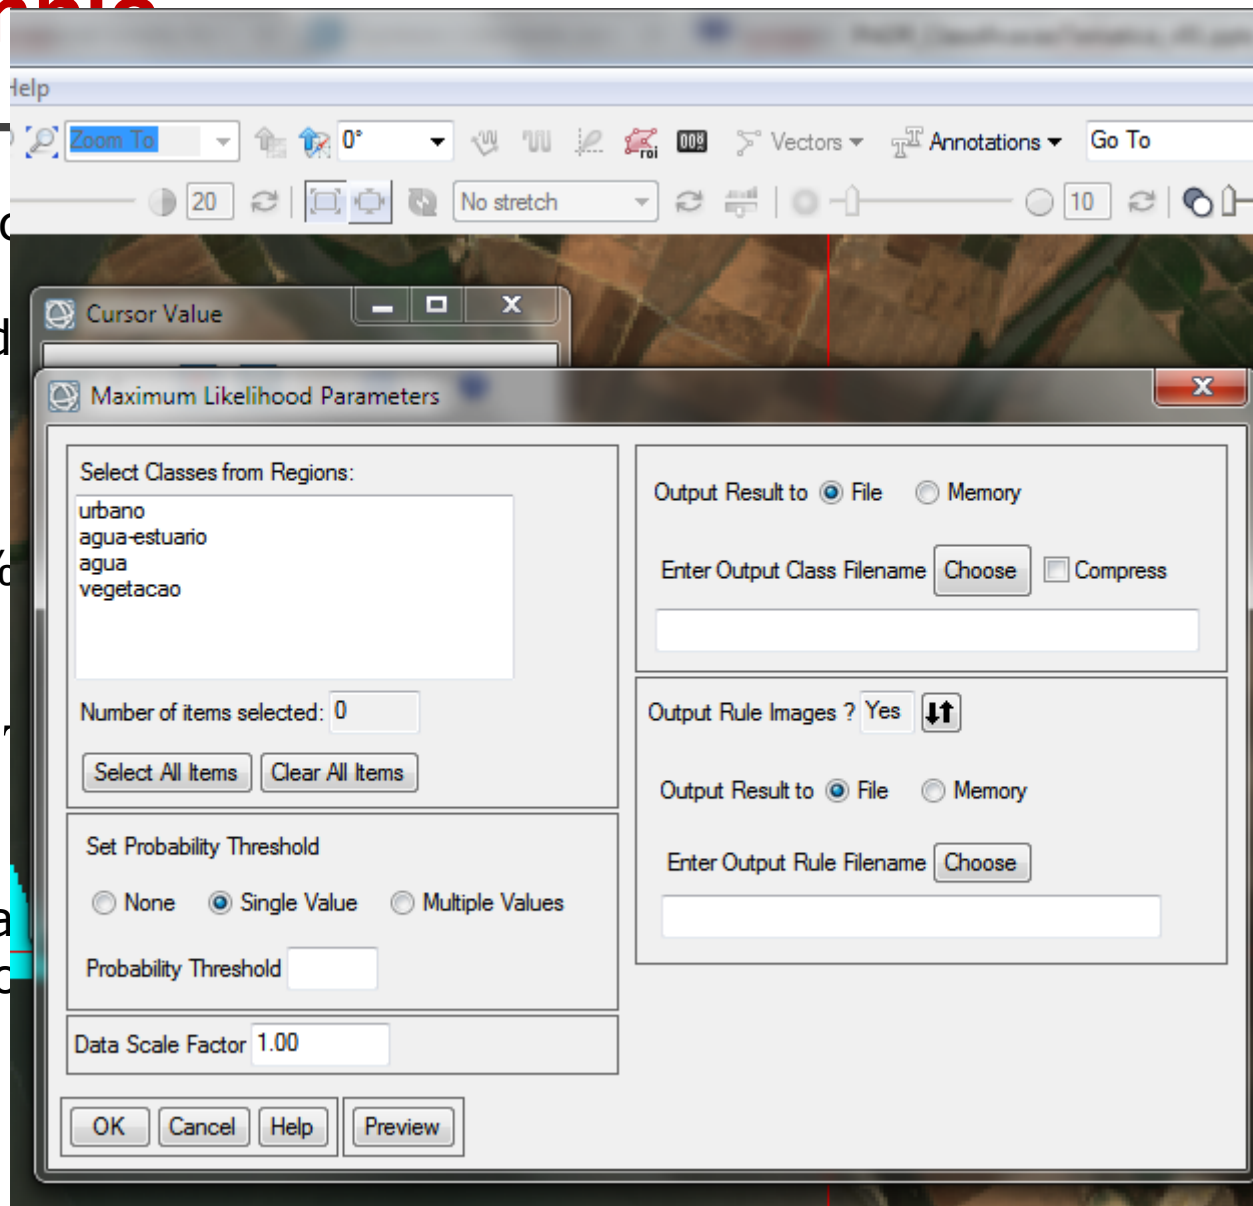 Help
Zoom To 0° roi Vectors Annotations Go To
20 No stretch 10
Cursor Value
Maximum Likelihood Parameters
Select Classes from Regions:
urbano
agua-estuario
agua
vegetacao
Number of items selected: 0
Select All Items Clear All Items
Set Probability Threshold
None Single Value Multiple Values
Probability Threshold
Data Scale Factor 1.00
OK Cancel Help Preview
Output Result to File Memory
Enter Output Class Filename Choose Compress
Output Rule Images ? Yes
Output Result to File Memory
Enter Output Rule Filename Choose